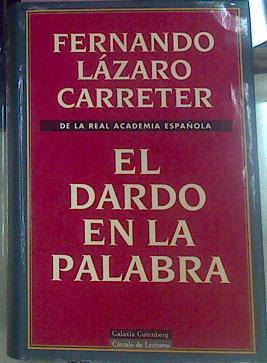 FERNANDO
LÁZARO
CARRETER
DE LA REAL ACADEMIA ESPAÑOLA
EL
DARDO
EN LA
PALABRA
Galaxia Gutenberg
Círculo de Lectores